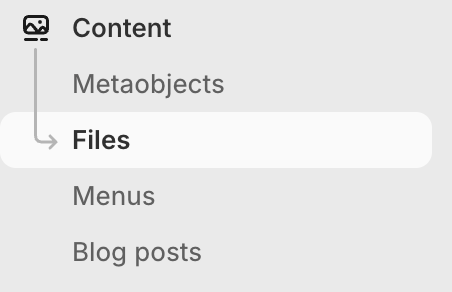 Content
Metaobjects
Files
Menus
Blog posts